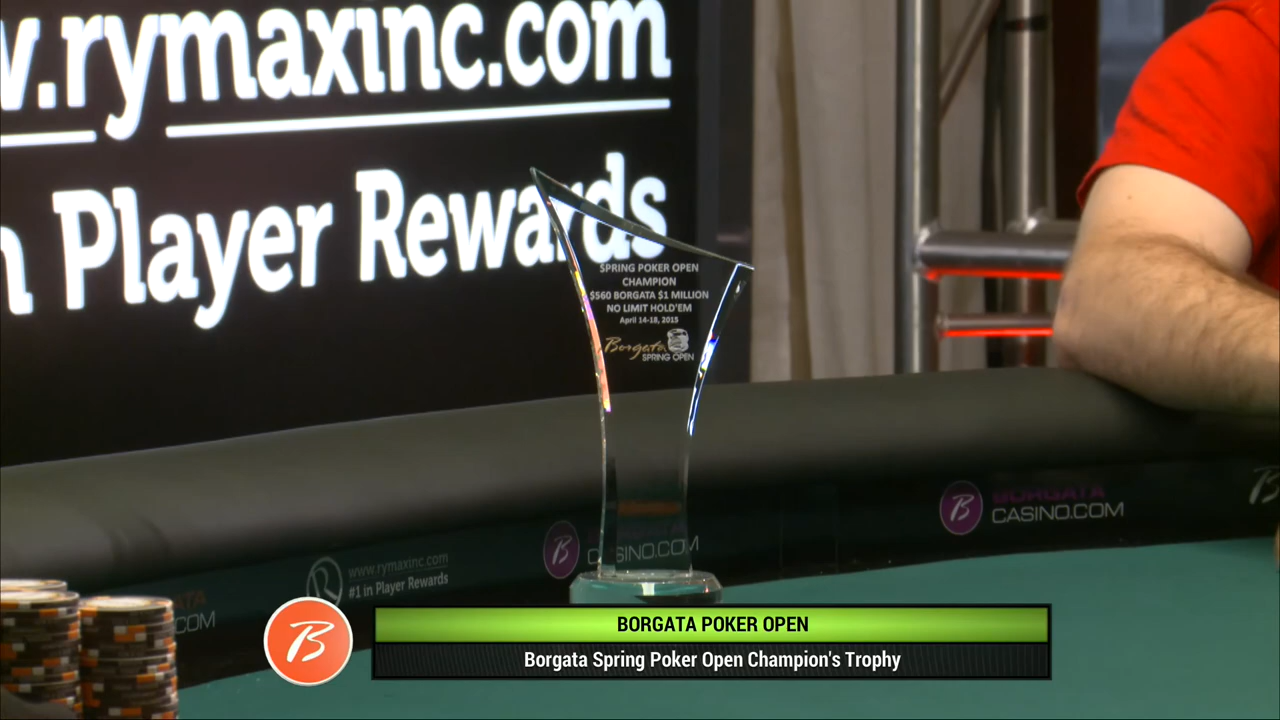 w.rymaxinc.com
n Player Rewards
SPRING POKER OPEN
CHAMPION
$560 BORGATA $1 MILLION
NO LIMIT HOLD'EM
April 14-18, 2015
Borgata
SPRING OPEN
BORGATA
CASINO.COM
B
B
B
CASINO.COM
www.rymaxinc.com
#1 in Player Rewards
.COM
B
BORGATA POKER OPEN
Borgata Spring Poker Open Champion's Trophy